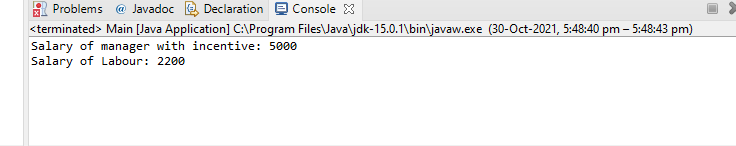 Problems @ Javadoc Declaration Console
<terminated> Main [Java Application] C:\Program Files\Java\jdk-15.0.1\bin\javaw.exe (30-Oct-2021, 5:48:40 pm – 5:48:43 pm)
Salary of manager with incentive: 5000
Salary of Labour: 2200